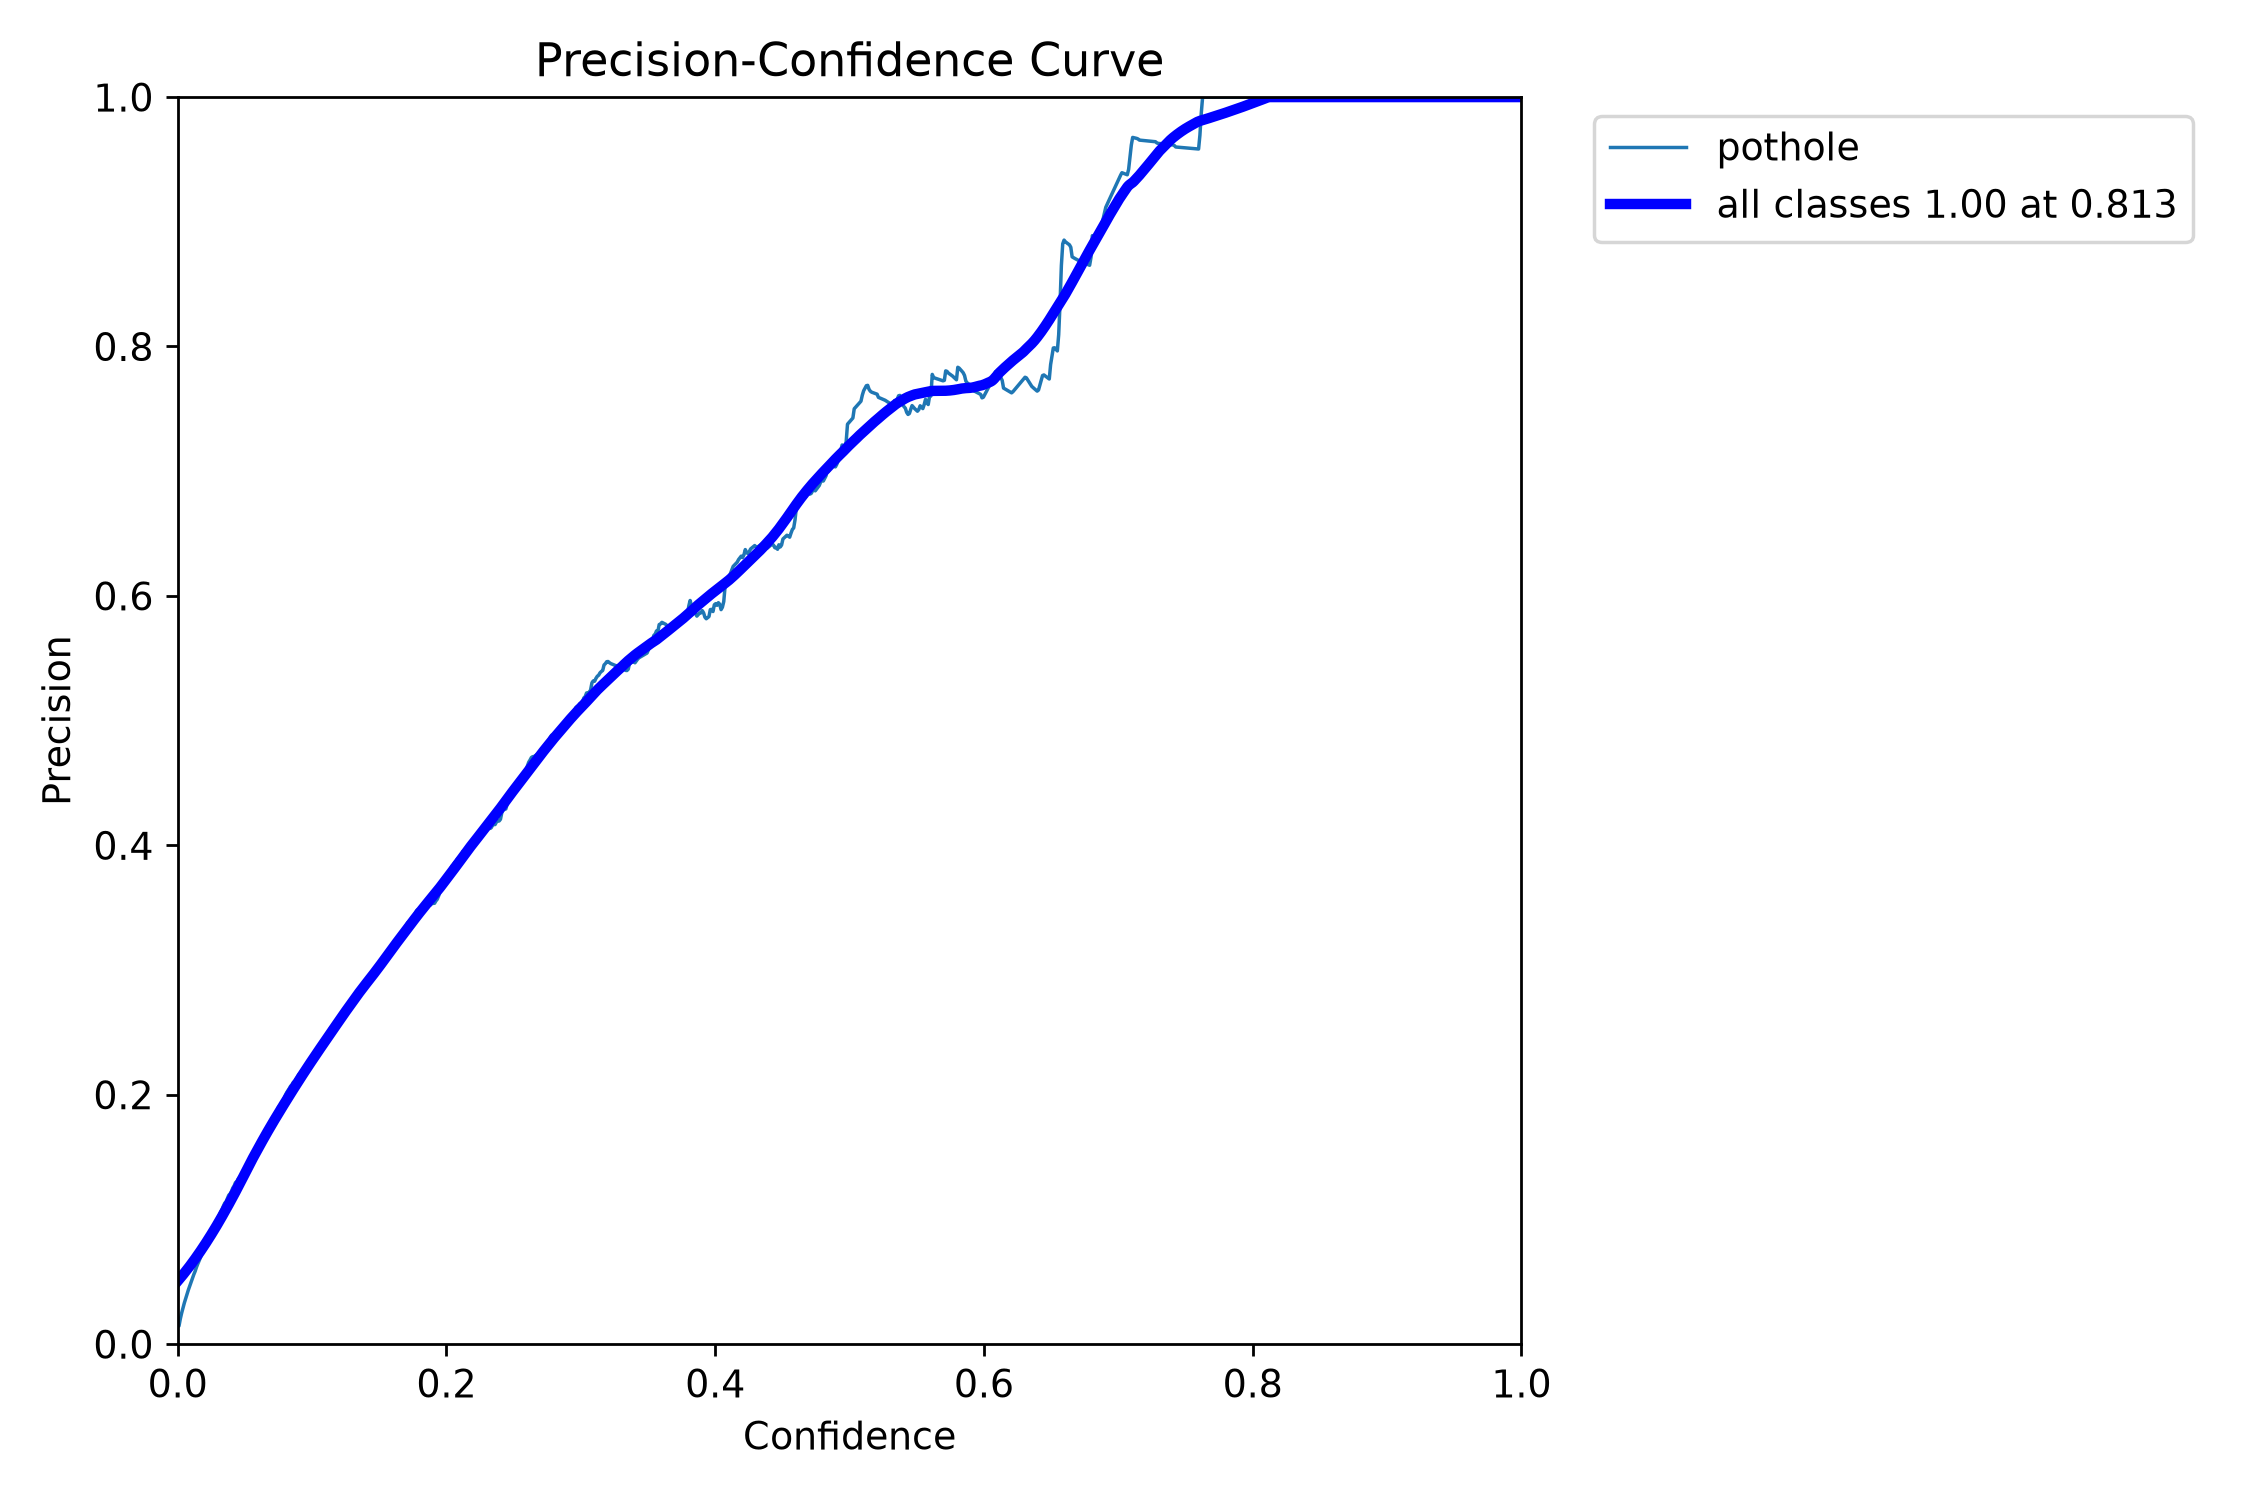 Precision-Confidence Curve
pothole
all classes 1.00 at 0.813
1.0
0.8
0.6
0.4
0.2
0.0
Precision
0.0 0.2 0.4 0.6 0.8 1.0
Confidence